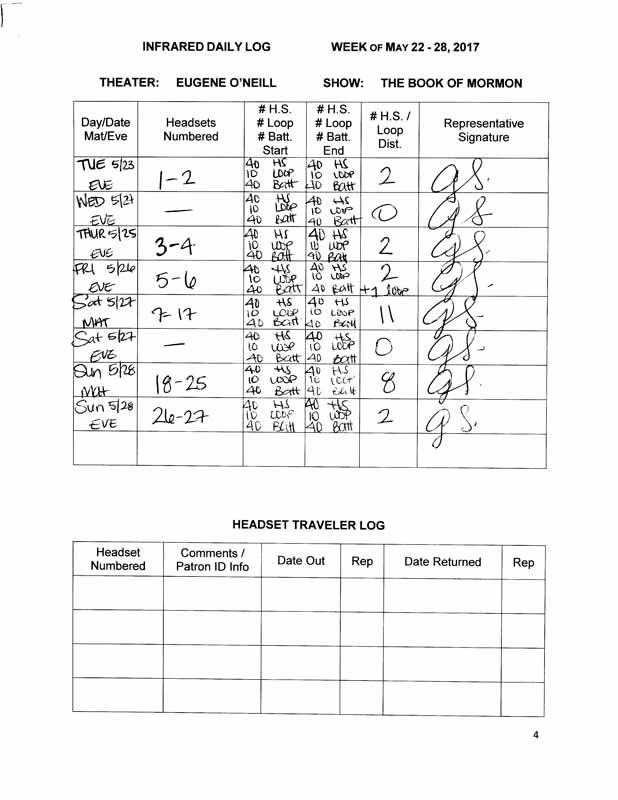 INFRARED DAILY LOG WEEK OF MAY 22 - 28, 2017
THEATER: EUGENE O'NEILL SHOW: THE BOOK OF MORMON
Day/Date Mat/Eve Headsets Numbered # H.S. # Loop # Batt. Start # H.S. # Loop # Batt. End # H.S. / Loop Dist. Representative Signature
TUE 5/23 EVE 1-2 40 HS 10 LOOP 40 Batt 40 HS 10 LOOP 40 Batt 2 GS.
WED 5/27 EVE — 40 HS 10 LOOP 40 Batt 40 HS 10 LOOP 40 Batt 0 GS
THUR 5/25 EVE 3-4 40 HS 10 LOOP 40 Batt 40 HS 10 LOOP 40 Batt 2 GS.
FRI 5/26 EVE 5-6 40 HS 10 LOOP 40 Batt 40 HS 10 LOOP 40 Batt 2 +1 loop GS.
Sat 5/27 MAT 7-17 40 HS 10 LOOP 40 Batt 40 HS 10 LOOP 40 Batt 11 GS.
Sat 5/27 EVE — 40 HS 10 LOOP 40 Batt 40 HS 10 LOOP 40 Batt 0 GS.
Sun 5/28 Mat 18-25 40 HS 10 LOOP 40 Batt 40 HS 10 LOOP 40 Batt 8 GS.
Sun 5/28 EVE 26-27 40 HS 10 LOOP 40 Batt 40 HS 10 LOOP 40 Batt 2 GS.
HEADSET TRAVELER LOG
Headset Numbered Comments / Patron ID Info Date Out Rep Date Returned Rep
4